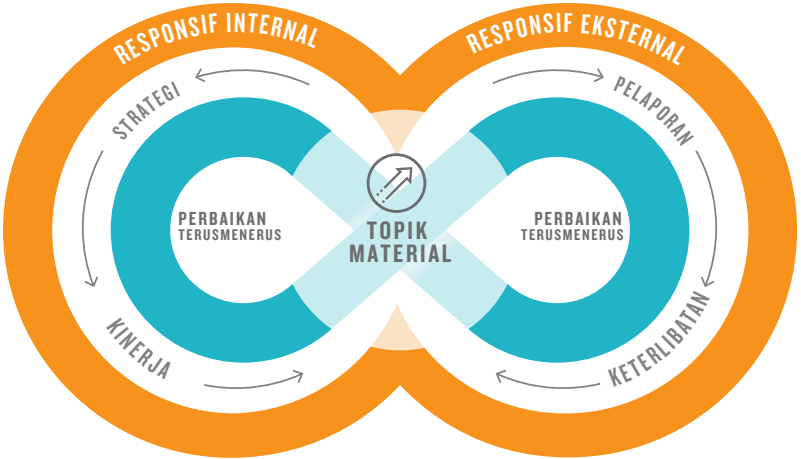 RESPONSIF INTERNAL
RESPONSIF EKSTERNAL
STRATEGI
PELAPORAN
PERBAIKAN
TERUSMENERUS
TOPIK
MATERIAL
PERBAIKAN
TERUSMENERUS
KINERJA
KETERLIBATAN